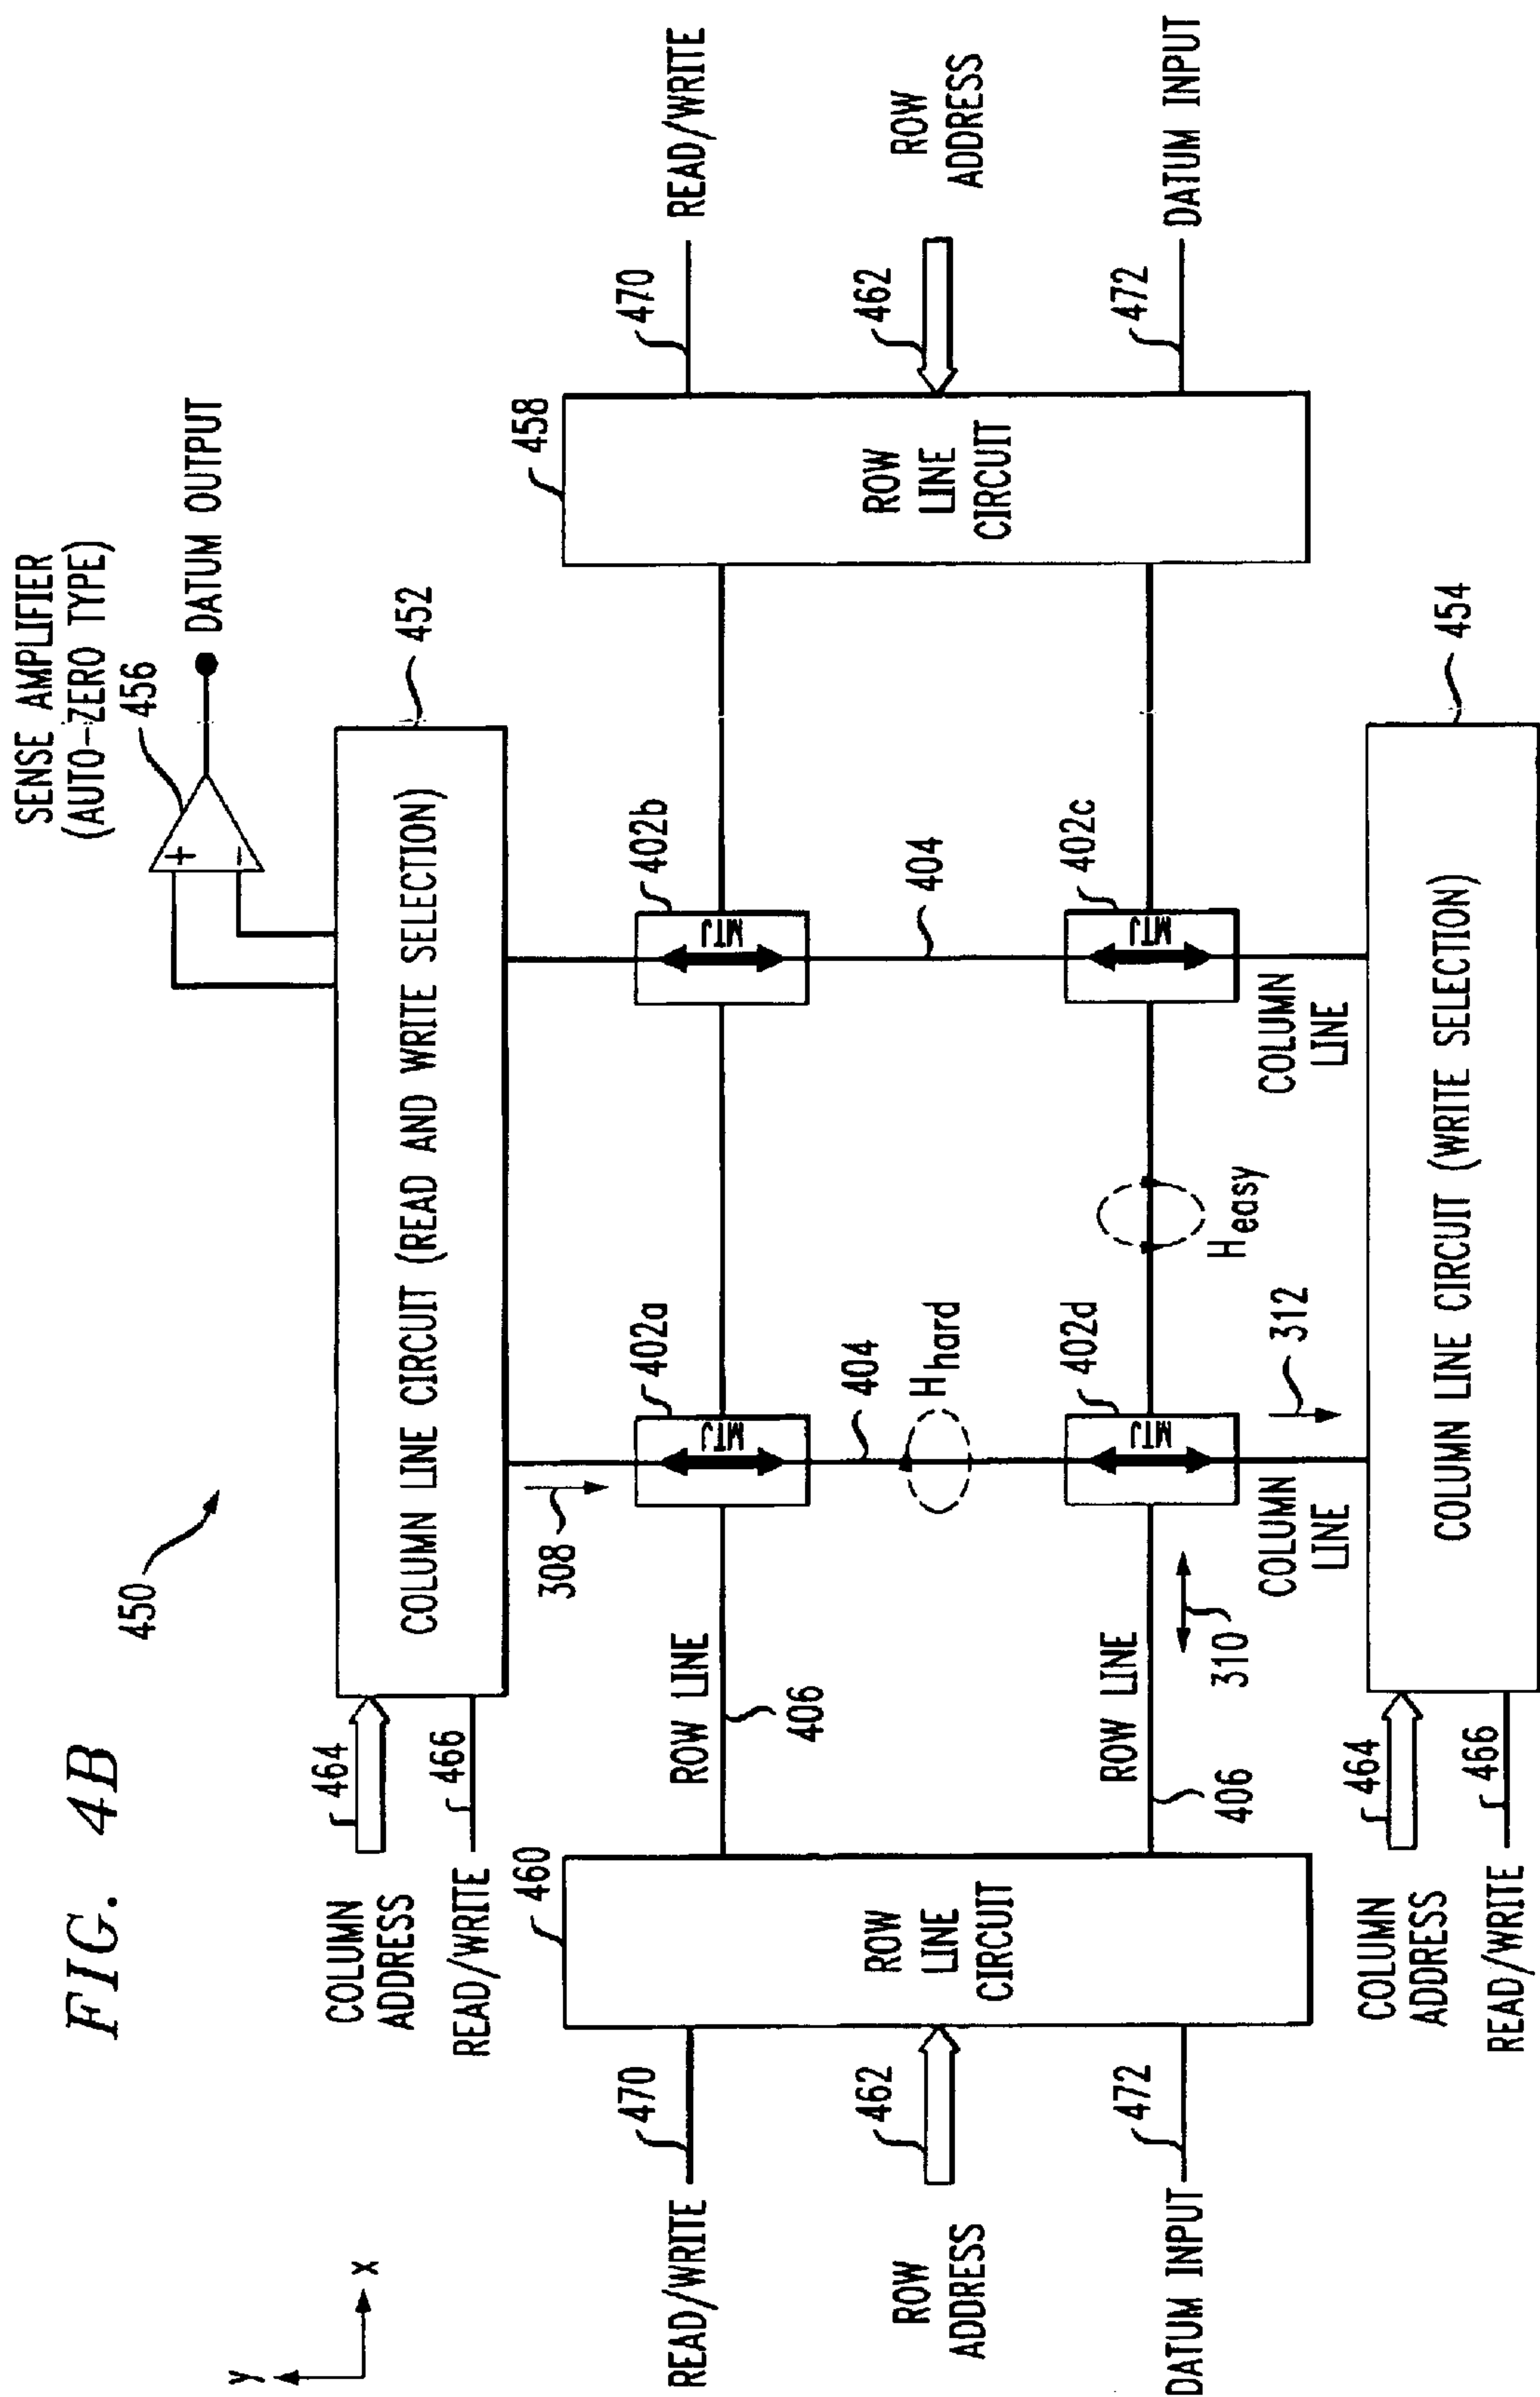 FIG. 4B
450
SENSE AMPLIFIER
(AUTO-ZERO TYPE)
456
+
-
DATUM OUTPUT
y
x
COLUMN
ADDRESS
464
READ/WRITE
466
COLUMN LINE CIRCUIT (READ AND WRITE SELECTION)
452
308
460
ROW
LINE
CIRCUIT
READ/WRITE
470
ROW
ADDRESS
462
DATUM INPUT
472
ROW LINE
406
402a
MTJ
402b
MTJ
404
Hhard
404
ROW LINE
406
310
402d
MTJ
Heasy
402c
MTJ
COLUMN
LINE
312
COLUMN
LINE
458
ROW
LINE
CIRCUIT
470
READ/WRITE
462
ROW
ADDRESS
472
DATUM INPUT
COLUMN
ADDRESS
464
READ/WRITE
466
COLUMN LINE CIRCUIT (WRITE SELECTION)
454